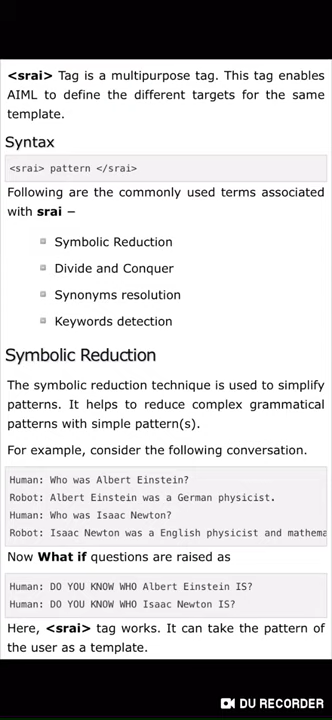 <srai> Tag is a multipurpose tag. This tag enables
AIML to define the different targets for the same
template.
Syntax
<srai> pattern </srai>
Following are the commonly used terms associated
with srai −
Symbolic Reduction
Divide and Conquer
Synonyms resolution
Keywords detection
Symbolic Reduction
The symbolic reduction technique is used to simplify
patterns. It helps to reduce complex grammatical
patterns with simple pattern(s).
For example, consider the following conversation.
Human: Who was Albert Einstein?
Robot: Albert Einstein was a German physicist.
Human: Who was Isaac Newton?
Robot: Isaac Newton was a English physicist and mathema
Now What if questions are raised as
Human: DO YOU KNOW WHO Albert Einstein IS?
Human: DO YOU KNOW WHO Isaac Newton IS?
Here, <srai> tag works. It can take the pattern of
the user as a template.
DU RECORDER